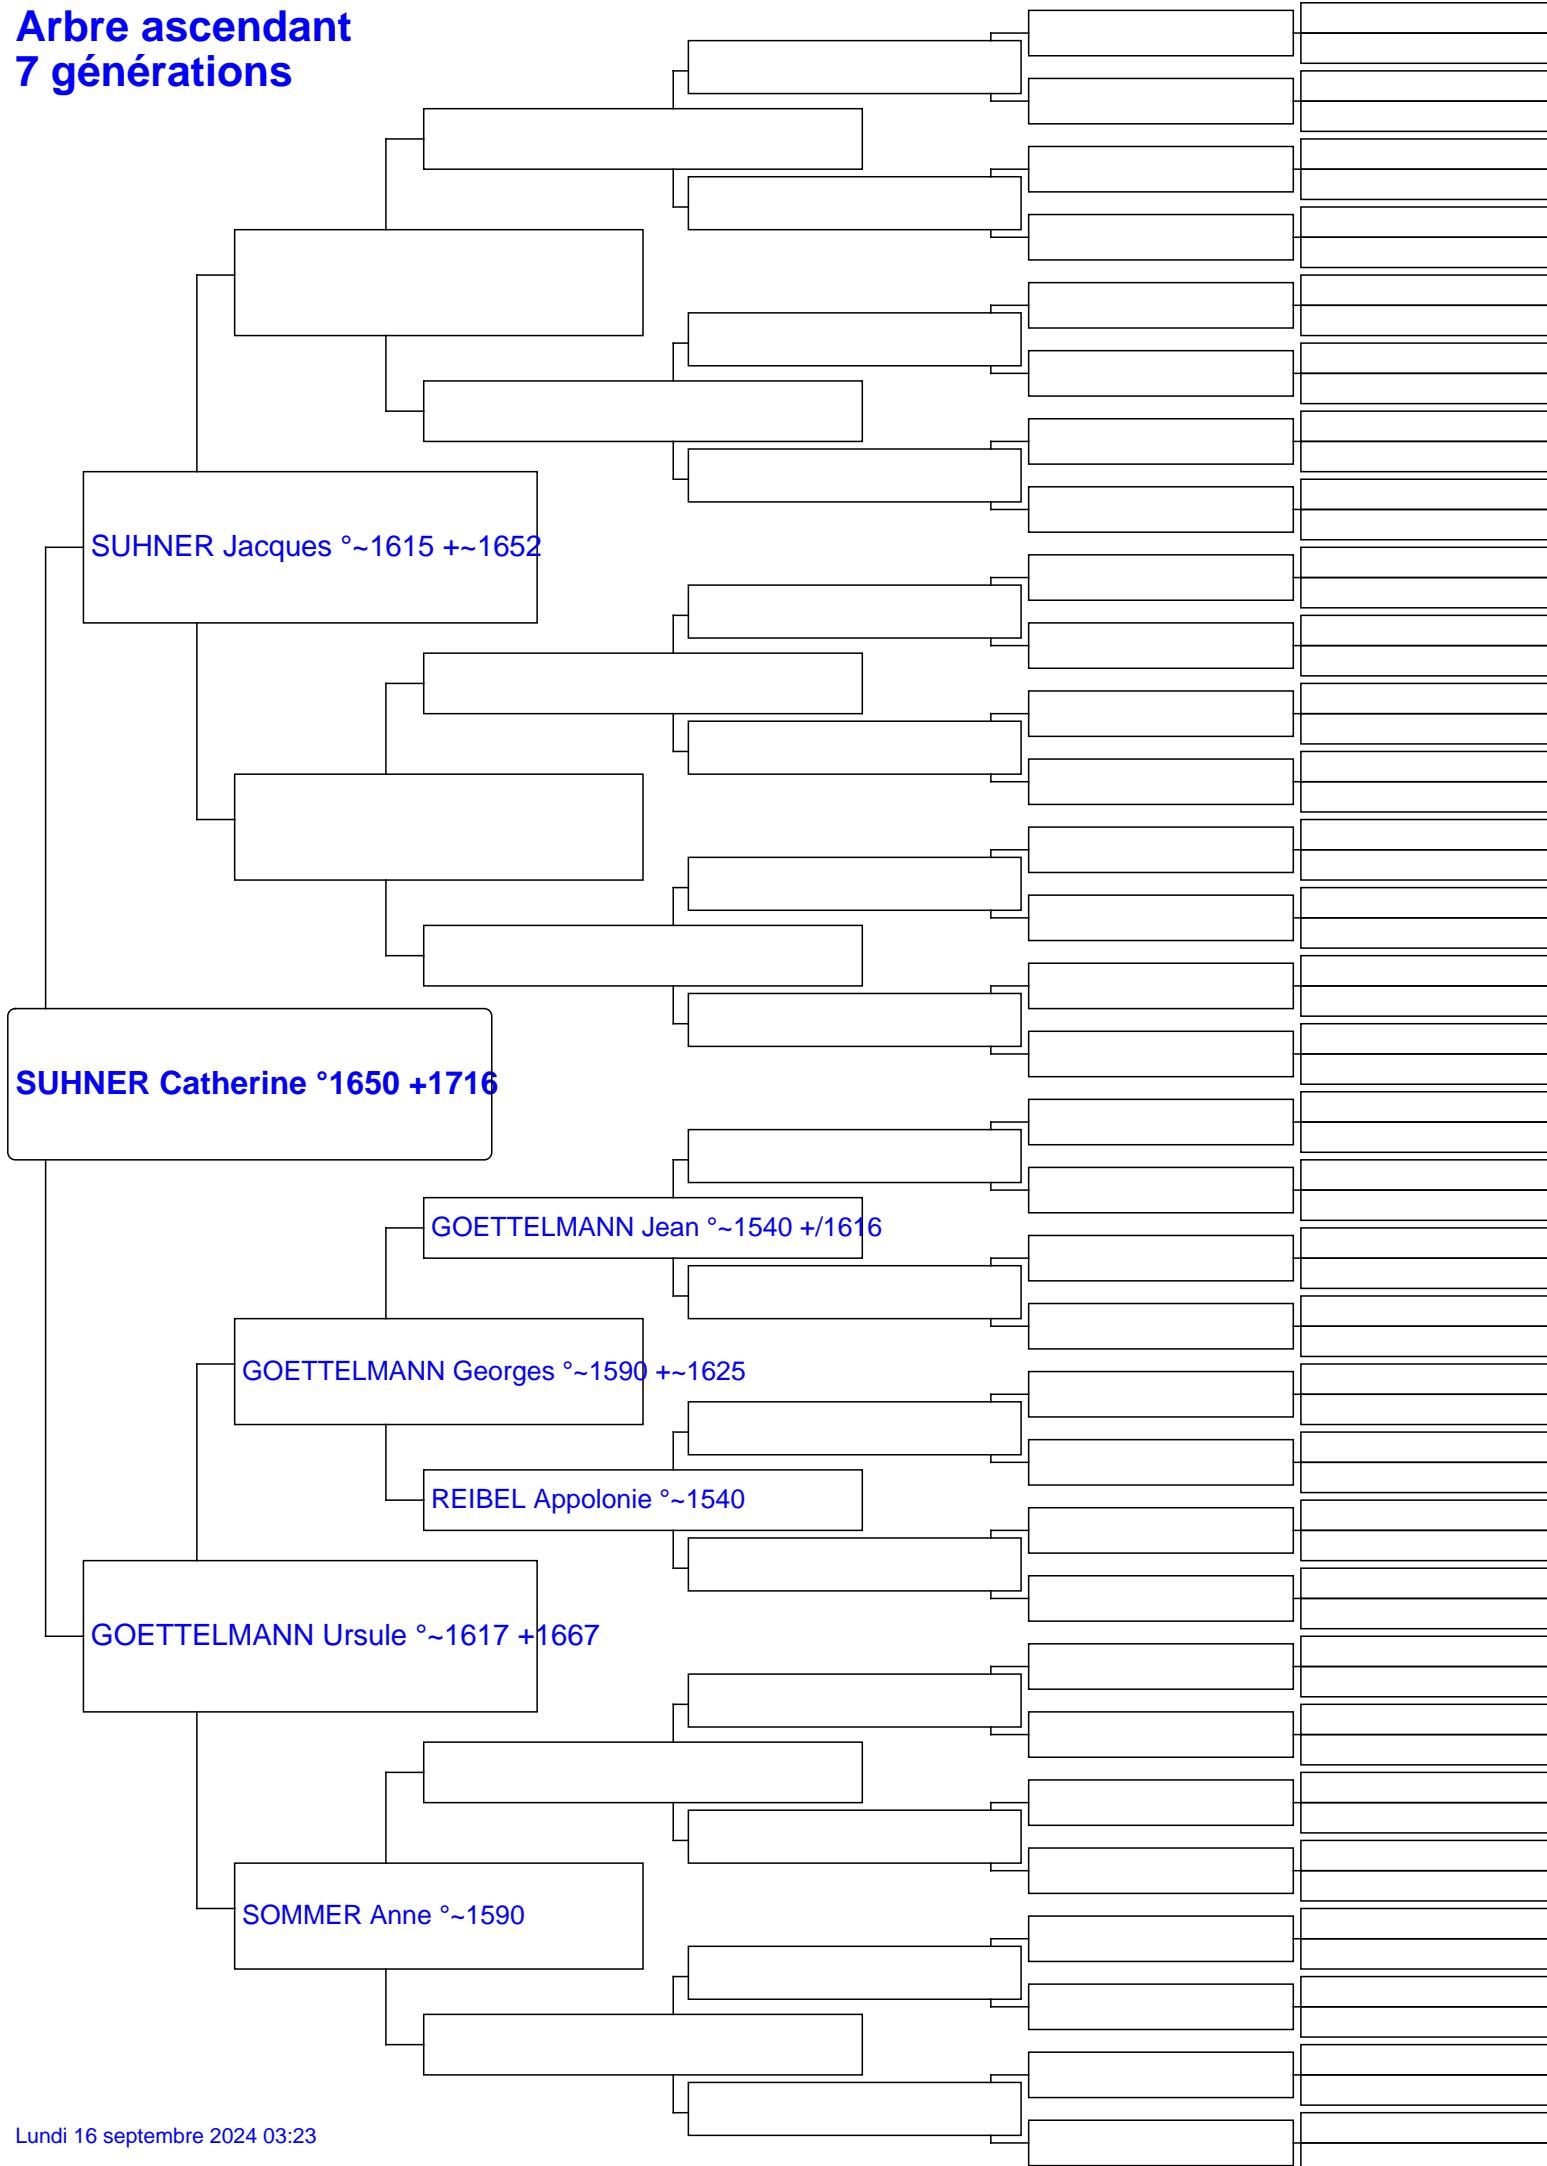 Arbre ascendant
7 générations
SUHNER Jacques °~1615 +~1652
SUHNER Catherine °1650 +1716
GOETTELMANN Jean °~1540 +/1616
GOETTELMANN Georges °~1590 +~1625
REIBEL Appolonie °~1540
GOETTELMANN Ursule °~1617 +1667
SOMMER Anne °~1590
Lundi 16 septembre 2024 03:23